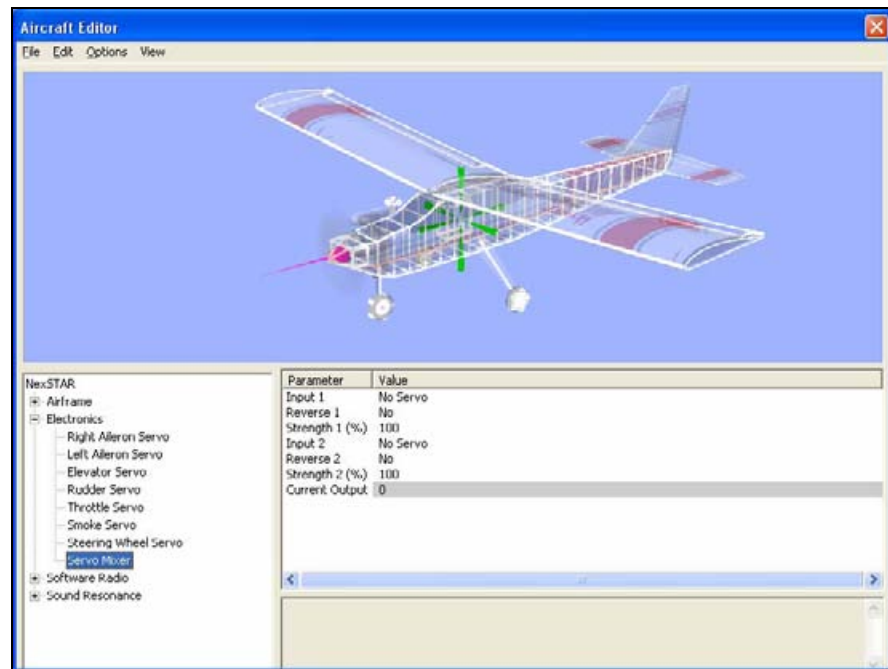 Aircraft Editor
File Edit Options View
NexSTAR
Airframe
Electronics
Right Aileron Servo
Left Aileron Servo
Elevator Servo
Rudder Servo
Throttle Servo
Smoke Servo
Steering Wheel Servo
Servo Mixer
Software Radio
Sound Resonance
Parameter Value
Input 1 No Servo
Reverse 1 No
Strength 1 (%) 100
Input 2 No Servo
Reverse 2 No
Strength 2 (%) 100
Current Output 0